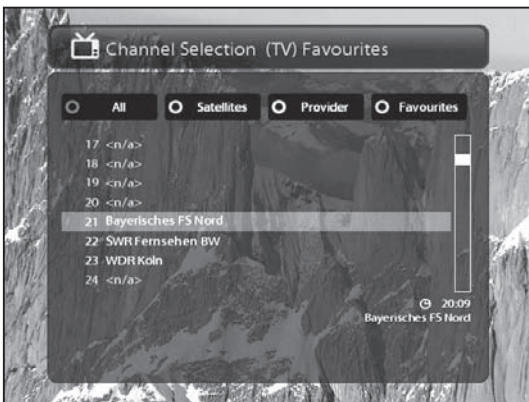 Channel Selection (TV) Favourites
All Satellites Provider Favourites
17 <n/a>
18 <n/a>
19 <n/a>
20 <n/a>
21 Bayerisches FS Nord
22 SWR Fernsehen BW
23 WDR Köln
24 <n/a>
20:09
Bayerisches FS Nord